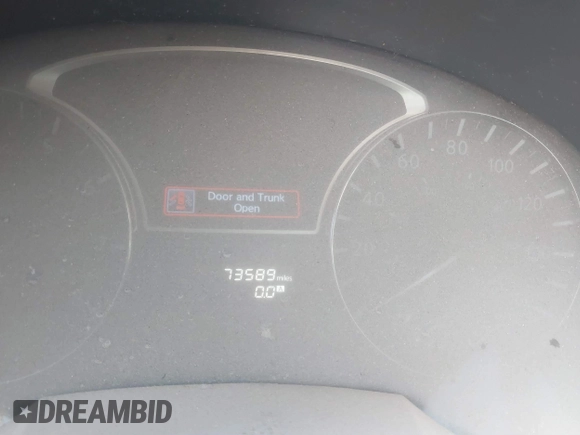 60
80
100
40
120
Door and Trunk
Open
73589 miles
0.0 A
DREAMBID